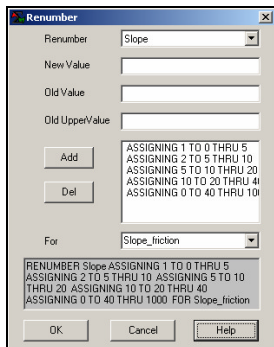 Renumber
Renumber
Slope
New Value
Old Value
Old UpperValue
Add
Del
ASSIGNING 1 TO 0 THRU 5
ASSIGNING 2 TO 5 THRU 10
ASSIGNING 5 TO 10 THRU 20
ASSIGNING 10 TO 20 THRU
ASSIGNING 0 TO 40 THRU
For
Slope_friction
RENUMBER Slope ASSIGNING 1 TO 0 THRU 5
ASSIGNING 2 TO 5 THRU 10 ASSIGNING 5 TO 10
THRU 20 ASSIGNING 10 TO 20 THRU 40
ASSIGNING 0 TO 40 THRU 1000 FOR Slope_friction
OK
Cancel
Help